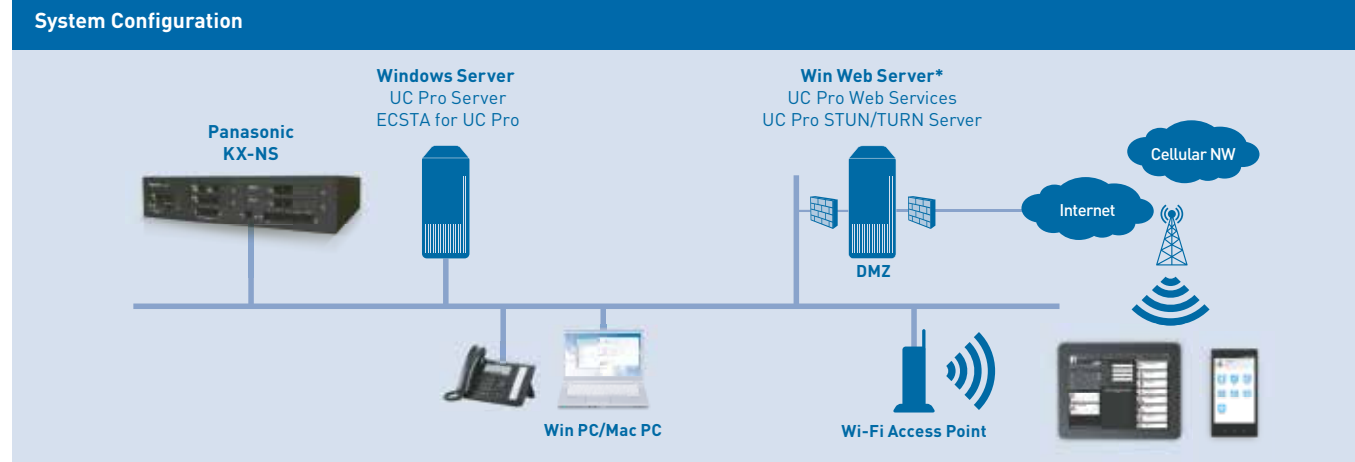 System Configuration
Windows Server
UC Pro Server
ECSTA for UC Pro
Win Web Server*
UC Pro Web Services
UC Pro STUN/TURN Server
Panasonic
KX-NS
Cellular NW
Internet
DMZ
Win PC/Mac PC
Wi-Fi Access Point